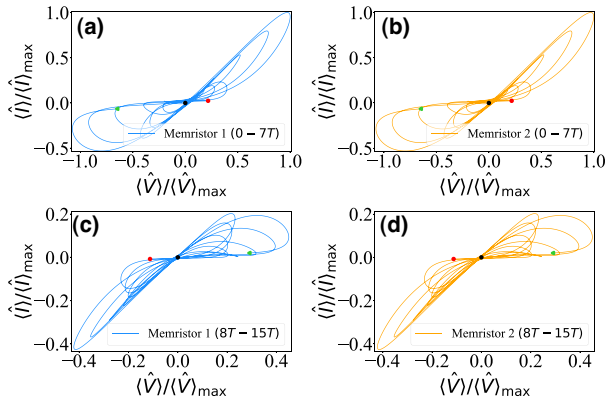 (a)
⟨Î⟩/⟨Î⟩max
1.0
0.5
0.0
−0.5
Memristor 1 (0 − 7T)
−1.0 −0.5 0.0 0.5 1.0
⟨V̂⟩/⟨V̂⟩max
(b)
⟨Î⟩/⟨Î⟩max
1.0
0.5
0.0
−0.5
Memristor 2 (0 − 7T)
−1.0 −0.5 0.0 0.5 1.0
⟨V̂⟩/⟨V̂⟩max
(c)
⟨Î⟩/⟨Î⟩max
0.2
0.0
−0.2
−0.4
Memristor 1 (8T − 15T)
−0.4 −0.2 0.0 0.2 0.4
⟨V̂⟩/⟨V̂⟩max
(d)
⟨Î⟩/⟨Î⟩max
0.2
0.0
−0.2
−0.4
Memristor 2 (8T − 15T)
−0.4 −0.2 0.0 0.2 0.4
⟨V̂⟩/⟨V̂⟩max